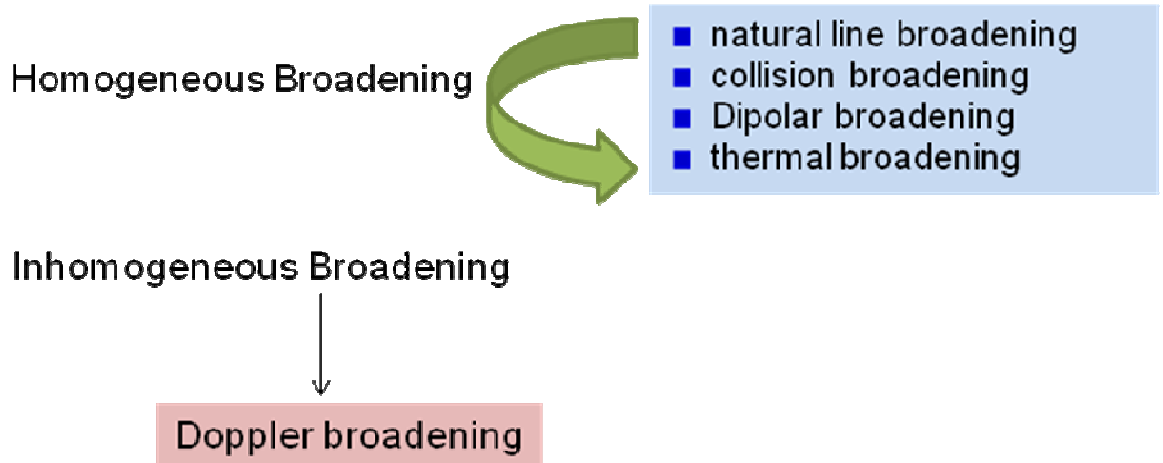 Homogeneous Broadening
natural line broadening
collision broadening
Dipolar broadening
thermal broadening
Inhomogeneous Broadening
Doppler broadening